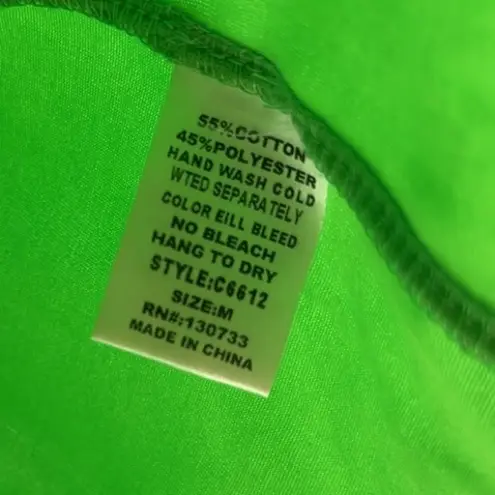 55%COTTON
45%POLYESTER
HAND WASH COLD
WTED SEPARATELY
COLOR EILL BLEED
NO BLEACH
HANG TO DRY
STYLE:C6612
SIZE:M
RN#:130733
MADE IN CHINA